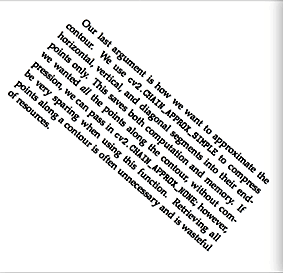 Our last argument is how we want to approximate the
contour. We use cv2.CHAIN_APPROX_SIMPLE to compress
horizontal, vertical, and diagonal segments into their end-
points only. This saves both computation and memory. If
we wanted all the points along the contour, without com-
pression, we can pass in cv2.CHAIN_APPROX_NONE; however,
be very sparing when using this function. Retrieving all
points along a contour is often unnecessary and is wasteful
of resources.